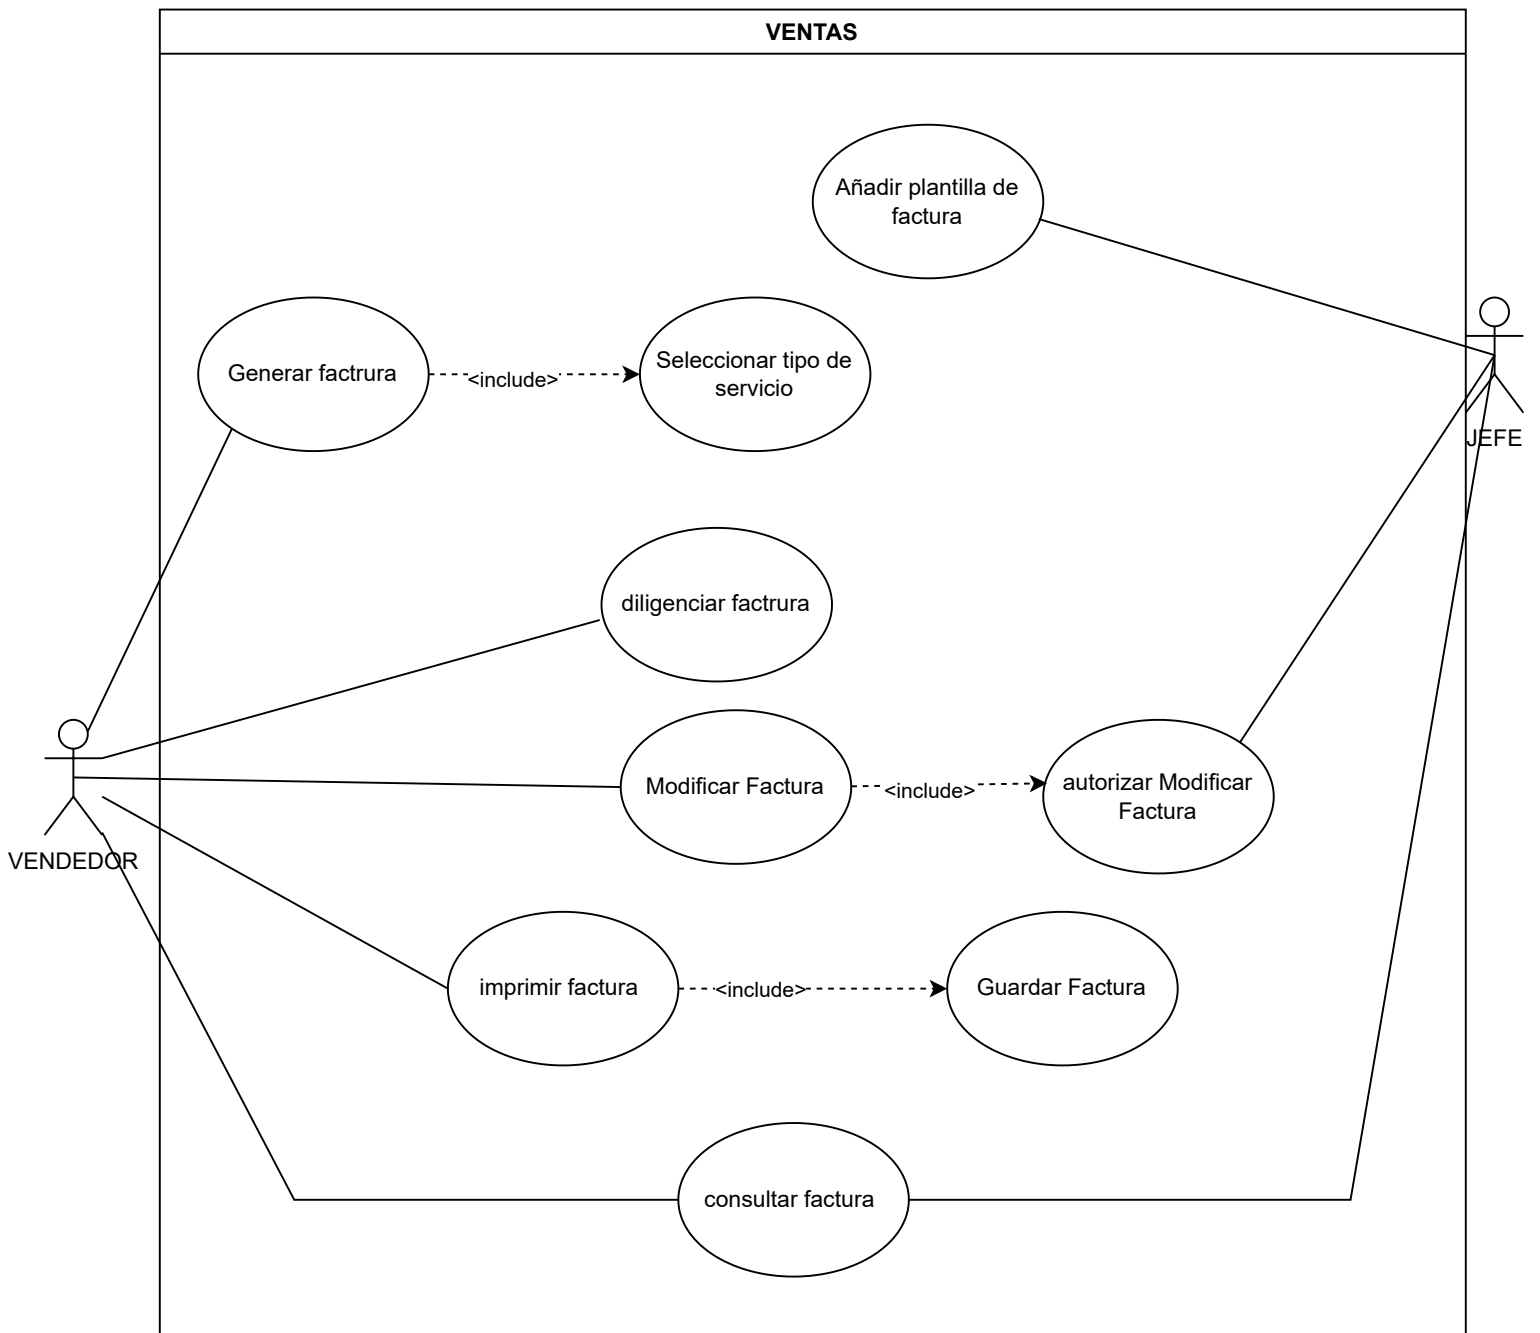 VENTAS
Añadir plantilla de
factura
Generar factrura
<include>
Seleccionar tipo de
servicio
JEFE
diligenciar factrura
Modificar Factura
<include>
autorizar Modificar
Factura
VENDEDOR
imprimir factura
<include>
Guardar Factura
consultar factura